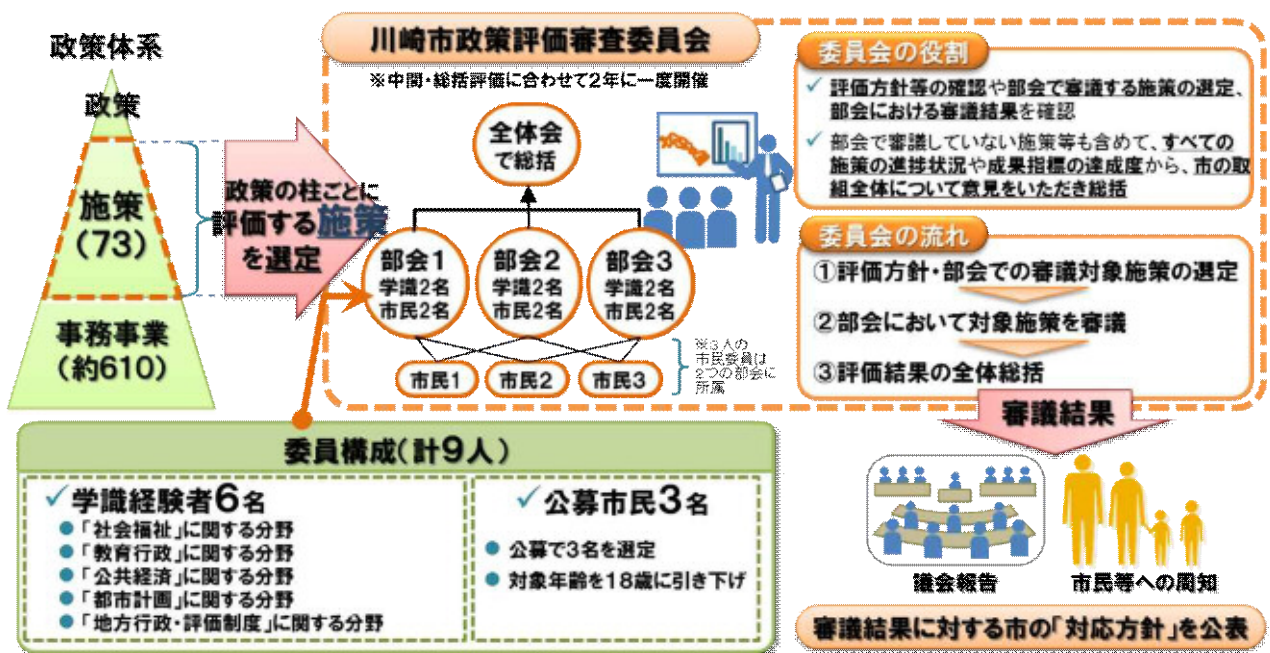 政策体系
政策
施策
(73)
事務事業
(約610)
政策の柱ごとに
評価する施策
を選定
川崎市政策評価審査委員会
※中間・総括評価に合わせて2年に一度開催
全体会
で総括
部会1
学識2名
市民2名
部会2
学識2名
市民2名
部会3
学識2名
市民2名
市民1
市民2
市民3
※3人の
市民委員は
2つの部会に
所属
委員会の役割
✓ 評価方針等の確認や部会で審議する施策の選定、
部会における審議結果を確認
✓ 部会で審議していない施策等も含めて、すべての
施策の進捗状況や成果指標の達成度から、市の取
組全体について意見をいただき総括
委員会の流れ
①評価方針・部会での審議対象施策の選定
②部会において対象施策を審議
③評価結果の全体総括
審議結果
議会報告
市民等への周知
審議結果に対する市の「対応方針」を公表
委員構成(計9人)
✓学識経験者6名
●「社会福祉」に関する分野
●「教育行政」に関する分野
●「公共経済」に関する分野
●「都市計画」に関する分野
●「地方行政・評価制度」に関する分野
✓公募市民3名
● 公募で3名を選定
● 対象年齢を18歳に引き下げ